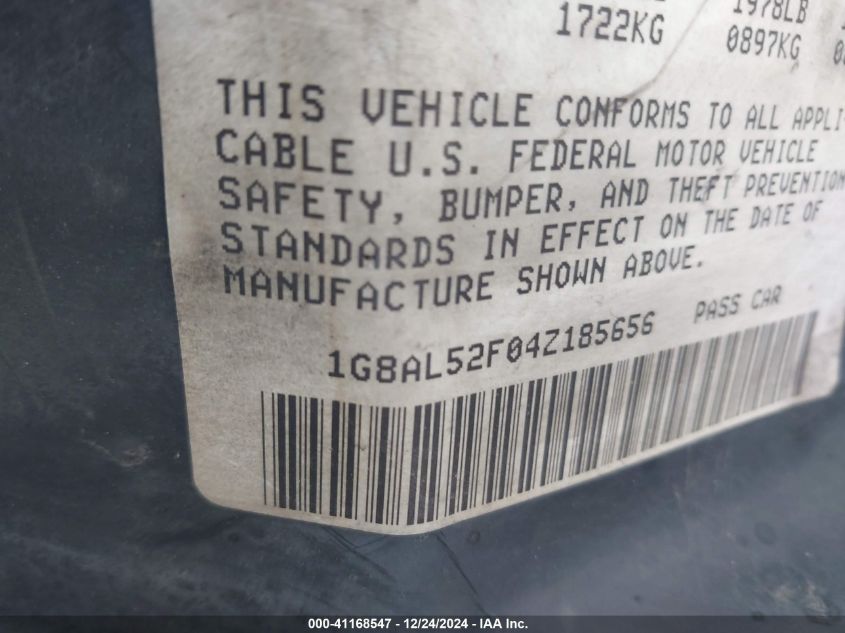 1722KG 1978LB
0897KG
THIS VEHICLE CONFORMS TO ALL APPLI-
CABLE U.S. FEDERAL MOTOR VEHICLE
SAFETY, BUMPER, AND THEFT PREVENTION
STANDARDS IN EFFECT ON THE DATE OF
MANUFACTURE SHOWN ABOVE.
1G8AL52F04Z185656 PASS CAR
000-41168547 / 12/24/2024 - IAA Inc.